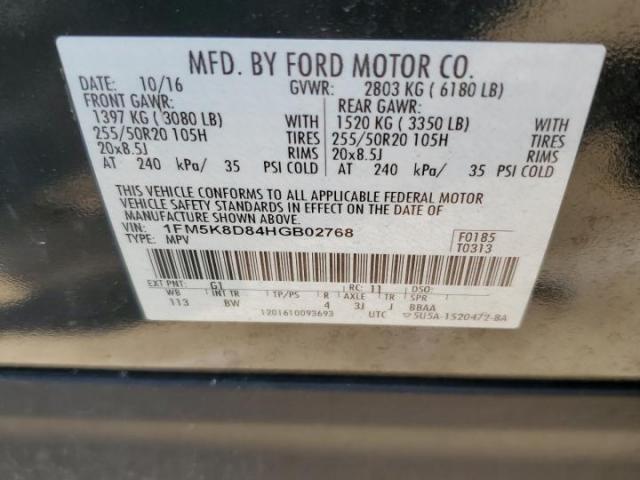 MFD. BY FORD MOTOR CO.
DATE: 10/16 GVWR: 2803 KG ( 6180 LB)
FRONT GAWR: REAR GAWR:
1397 KG ( 3080 LB) WITH 1520 KG ( 3350 LB) WITH
255/50R20 105H TIRES 255/50R20 105H TIRES
20x8.5J RIMS 20x8.5J RIMS
AT 240 kPa/ 35 PSI COLD AT 240 kPa/ 35 PSI COLD
THIS VEHICLE CONFORMS TO ALL APPLICABLE FEDERAL MOTOR
VEHICLE SAFETY STANDARDS IN EFFECT ON THE DATE OF
MANUFACTURE SHOWN ABOVE.
VIN: 1FM5K8D84HGB02768 F0185
TYPE: MPV T0313
EXT PNT: G1 RC: 11 DSO:
WB INT TR TP/PS R AXLE TR SPR
113 BW 4 3J J BBAA
1201610093693 UTC 5U5A-1520472-BA